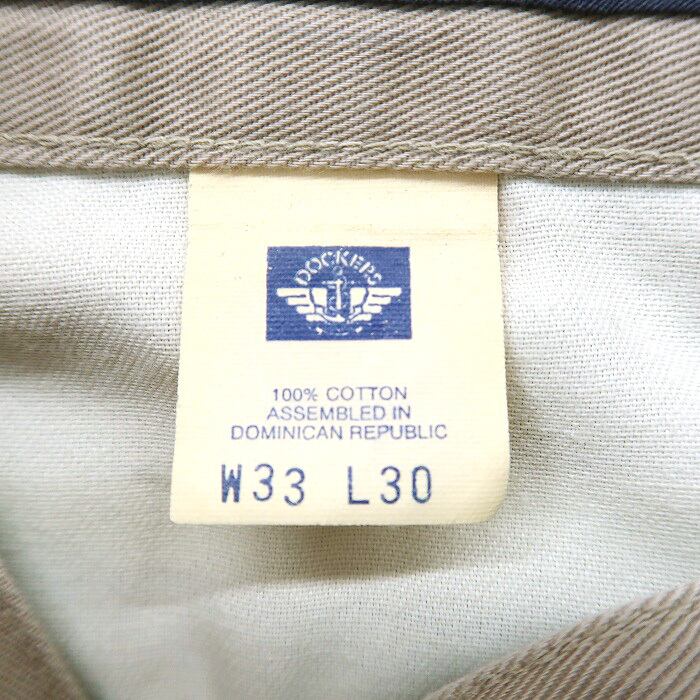 DOCKERS
100% COTTON
ASSEMBLED IN
DOMINICAN REPUBLIC
W33 L30